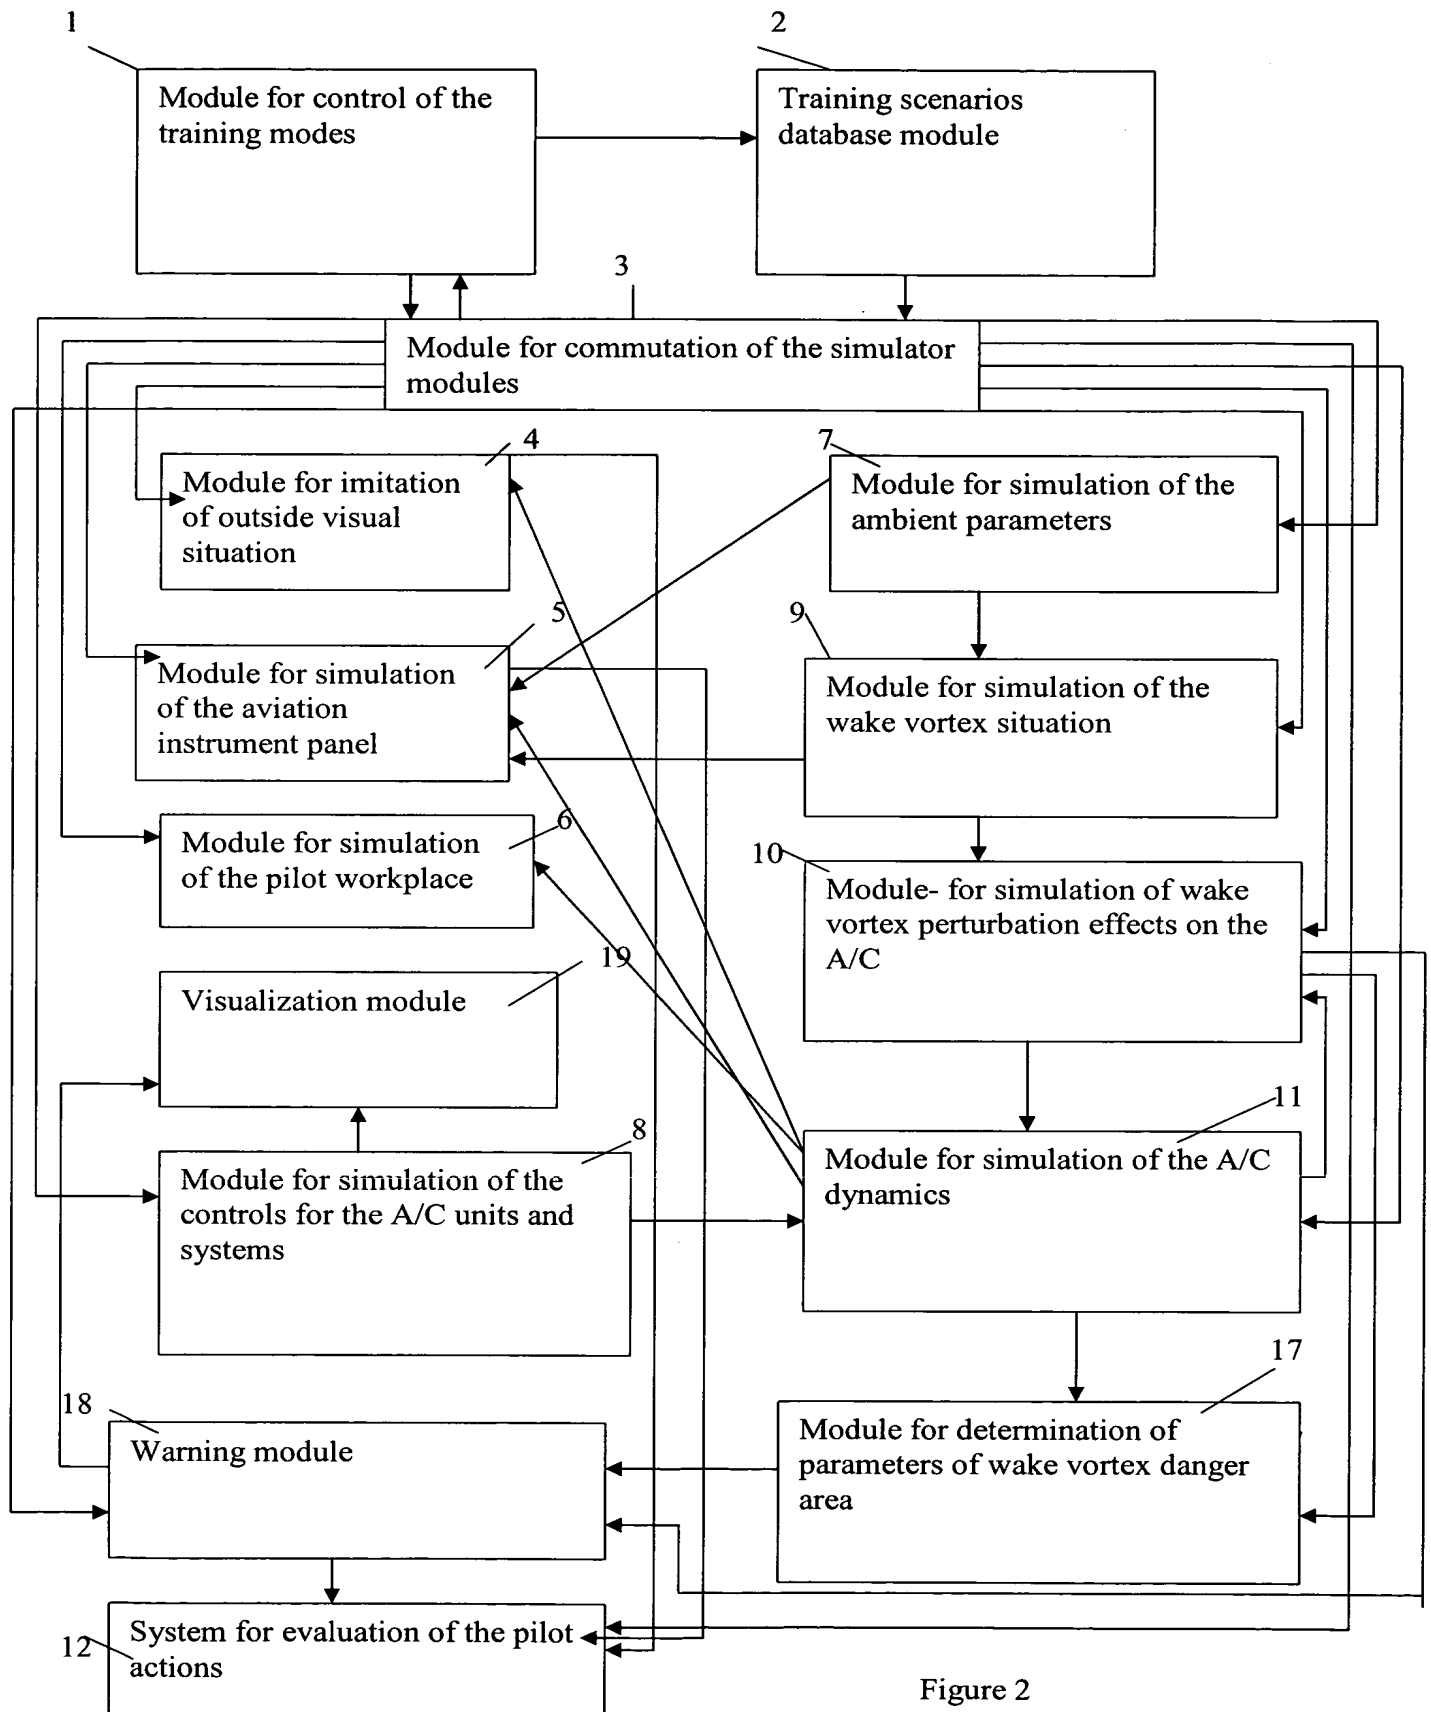 1
2
Module for control of the
training modes
Training scenarios
database module
3
Module for commutation of the simulator
modules
4
Module for imitation
of outside visual
situation
7
Module for simulation of the
ambient parameters
5
Module for simulation
of the aviation
instrument panel
9
Module for simulation of the
wake vortex situation
6
Module for simulation
of the pilot workplace
10
Module- for simulation of wake
vortex perturbation effects on the
A/C
19
Visualization module
8
Module for simulation of the
controls for the A/C units and
systems
11
Module for simulation of the A/C
dynamics
18
Warning module
17
Module for determination of
parameters of wake vortex danger
area
12
System for evaluation of the pilot
actions
Figure 2